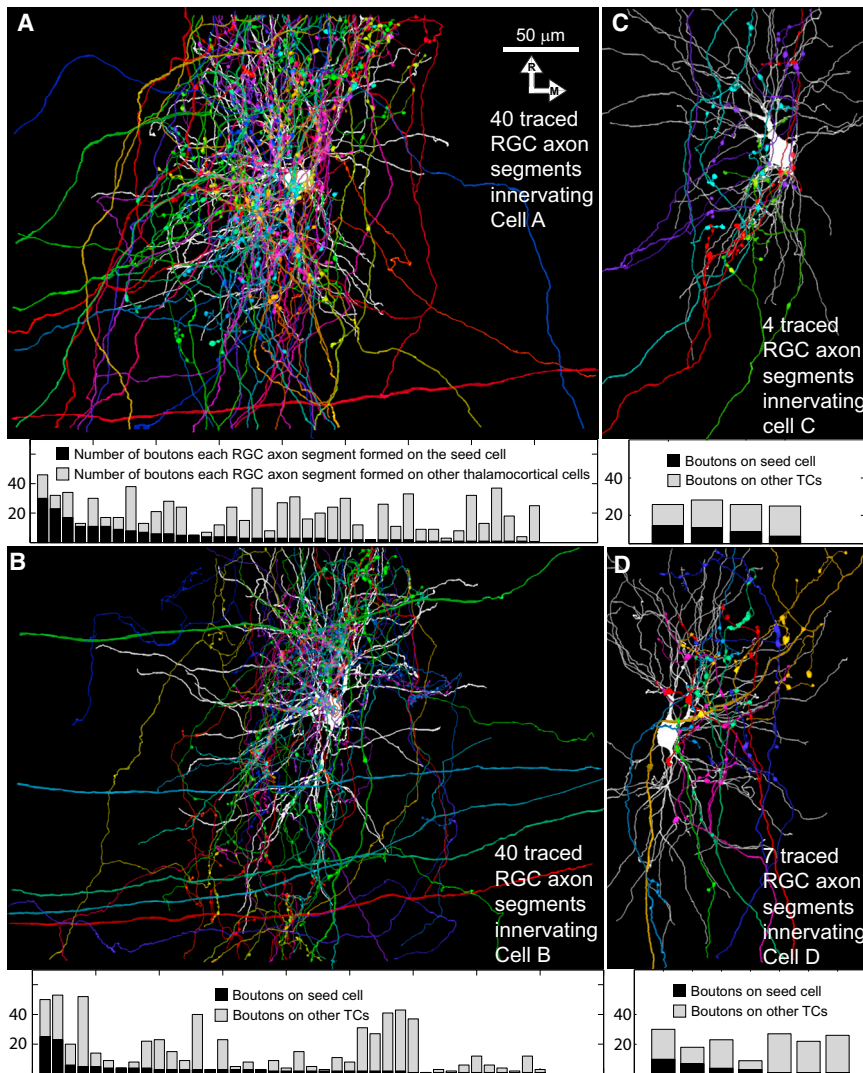 A
50 μm
R
M
40 traced
RGC axon
segments
innervating
Cell A
C
4 traced
RGC axon
segments
innervating
cell C
Number of boutons each RGC axon segment formed on the seed cell
Number of boutons each RGC axon segment formed on other thalamocortical cells
40
20
Boutons on seed cell
Boutons on other TCs
40
20
B
40 traced
RGC axon
segments
innervating
Cell B
D
7 traced
RGC axon
segments
innervating
Cell D
Boutons on seed cell
Boutons on other TCs
40
20
Boutons on seed cell
Boutons on other TCs
40
20